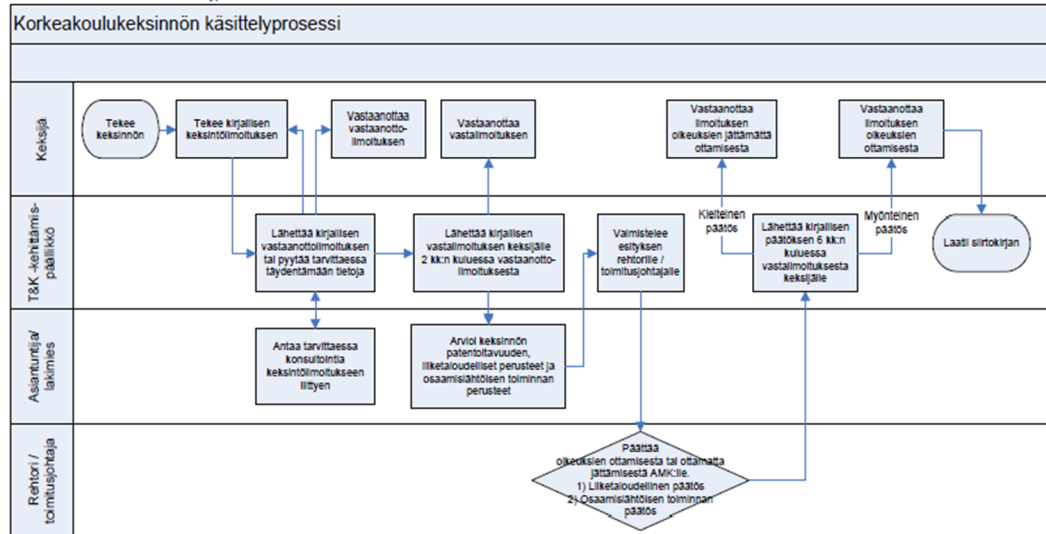 Korkeakoulukeksinnön käsittelyprosessi
Keksijä
Tekee
keksinnön
Tekee kirjallisen
keksintöilmoituksen
Vastaanottaa
vastaanotto-
ilmoituksen
Vastaanottaa
vastailmoituksen
Vastaanottaa
ilmoituksen
oikeuksien jättämättä
ottamisesta
Vastaanottaa
ilmoituksen
oikeuksien
ottamisesta
T&K -kehittämis-
päällikkö
Lähettää kirjallisen
vastaanottoilmoituksen
tai pyytää tarvittaessa
täydentämään tietoja
Lähettää kirjallisen
vastailmoituksen keksijälle
2 kk:n kuluessa vastaanotto-
ilmoituksesta
Valmistelee
esityksen
rehtorille /
toimitusjohtajalle
Kielteinen
päätös
Lähettää kirjallisen
päätöksen 6 kk:n
kuluessa
vastailmoituksesta
keksijälle
Myönteinen
päätös
Laatii siirtokirjan
Asiantuntija/
lakimies
Antaa tarvittaessa
konsultointia
keksintöilmoitukseen
liittyen
Arvioi keksinnön
patentoitavuuden,
liiketaloudelliset perusteet ja
osaamislähtöisen toiminnan
perusteet
Rehtori /
toimitusjohtaja
Päättää
oikeuksien ottamisesta tai ottamatta
jättämisestä AMK:lle.
1) Liiketaloudellinen päätös
2) Osaamislähtöisen toiminnan
päätös